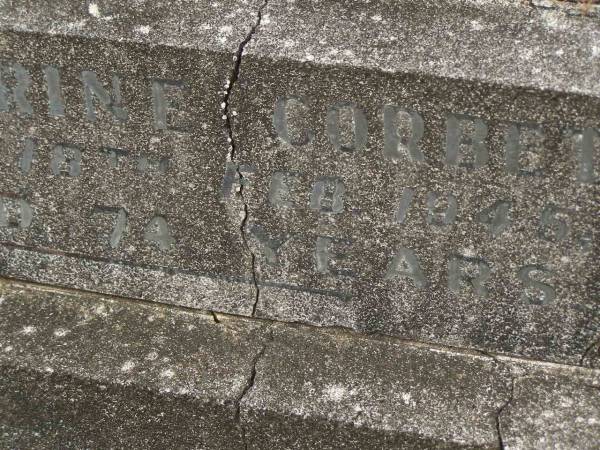 RINE CORBET
18TH FEB. 1945.
D 74 YEARS